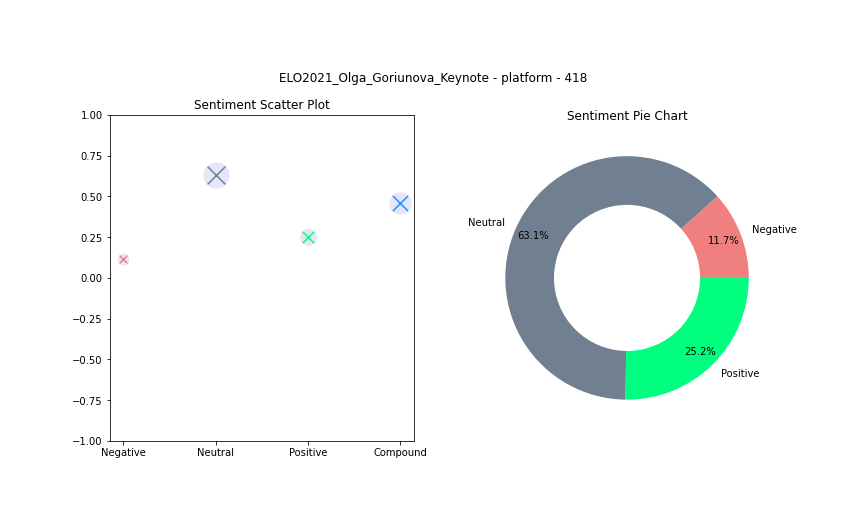 ELO2021_Olga_Goriunova_Keynote - platform - 418
Sentiment Scatter Plot
1.00
0.75
0.50
0.25
0.00
−0.25
−0.50
−0.75
−1.00
Negative
Neutral
Positive
Compound
Sentiment Pie Chart
Neutral
63.1%
Negative
11.7%
25.2%
Positive